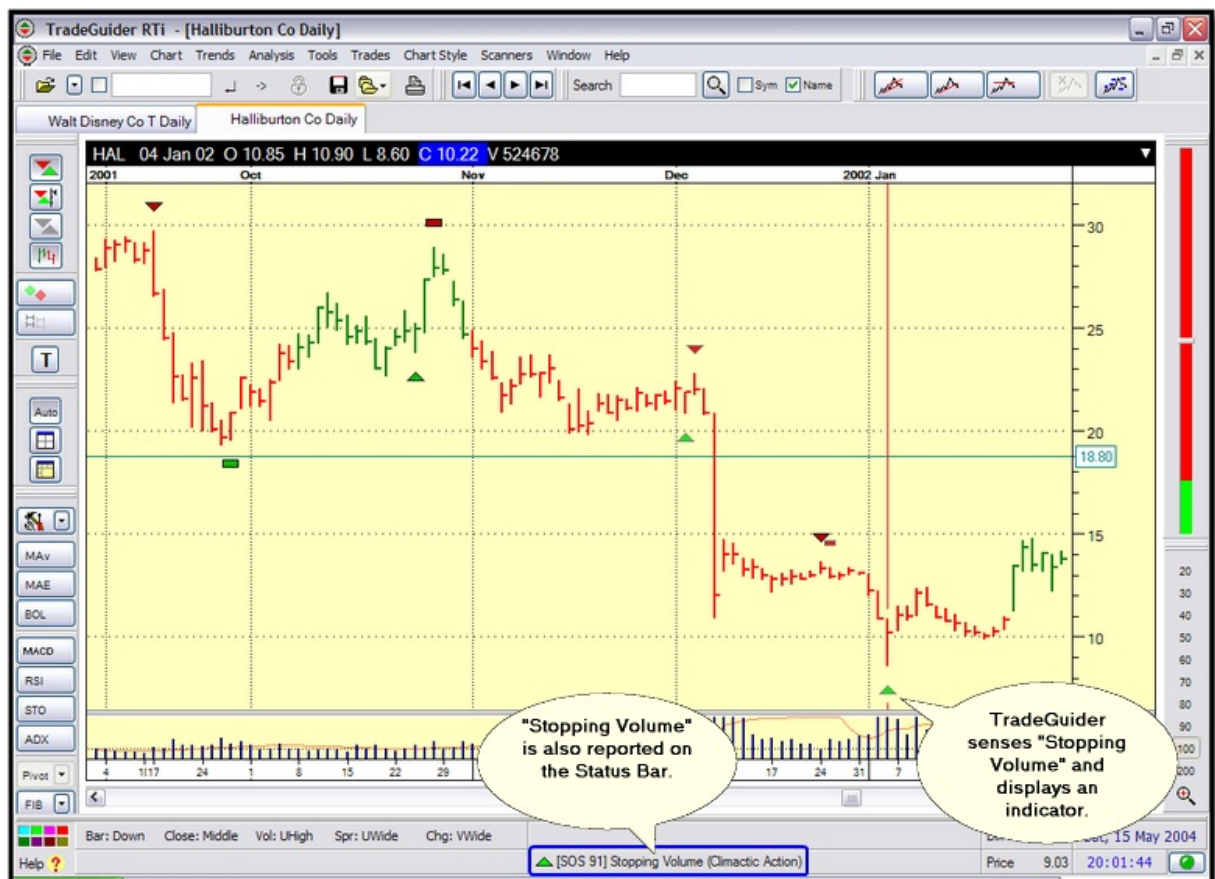 TradeGuider RTi - [Halliburton Co Daily]
File Edit View Chart Trends Analysis Tools Trades Chart Style Scanners Window Help
Search Sym Name
Walt Disney Co T Daily Halliburton Co Daily
HAL 04 Jan 02 O 10.85 H 10.90 L 8.60 C 10.22 V 524678
2001 Oct Nov Dec 2002 Jan
30
25
20
18.80
15
10
T
Auto
MAv
MAE
BOL
MACD
RSI
STO
ADX
Pivot
FIB
20
30
40
50
60
70
80
90
100
200
"Stopping Volume"
is also reported on
the Status Bar.
TradeGuider
senses "Stopping
Volume" and
displays an
indicator.
4 17 24 1 8 15 22 29 17 24 31 7
Bar: Down Close: Middle Vol: UHigh Spr: UWide Chg: VWide
15 May 2004
Help ? [SOS 91] Stopping Volume (Climactic Action) Price 9.03 20:01:44